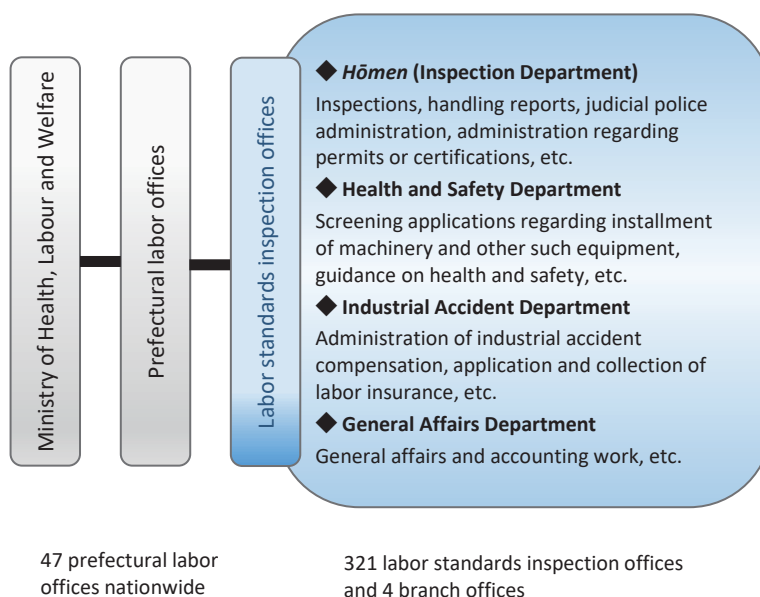 Ministry of Health, Labour and Welfare
Prefectural labor offices
Labor standards inspection offices
◆ Hōmen (Inspection Department)
Inspections, handling reports, judicial police
administration, administration regarding
permits or certifications, etc.
◆ Health and Safety Department
Screening applications regarding installment
of machinery and other such equipment,
guidance on health and safety, etc.
◆ Industrial Accident Department
Administration of industrial accident
compensation, application and collection of
labor insurance, etc.
◆ General Affairs Department
General affairs and accounting work, etc.
47 prefectural labor
offices nationwide
321 labor standards inspection offices
and 4 branch offices